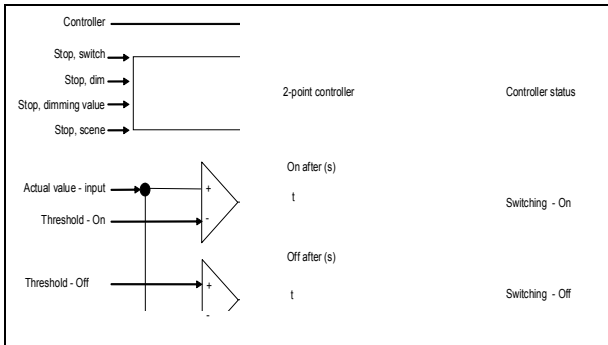 Controller
Stop, switch
Stop, dim
Stop, dimming value
Stop, scene
2-point controller
Controller status
Actual value - input
Threshold - On
+
-
On after (s)
t
Switching - On
Threshold - Off
+
-
Off after (s)
t
Switching - Off